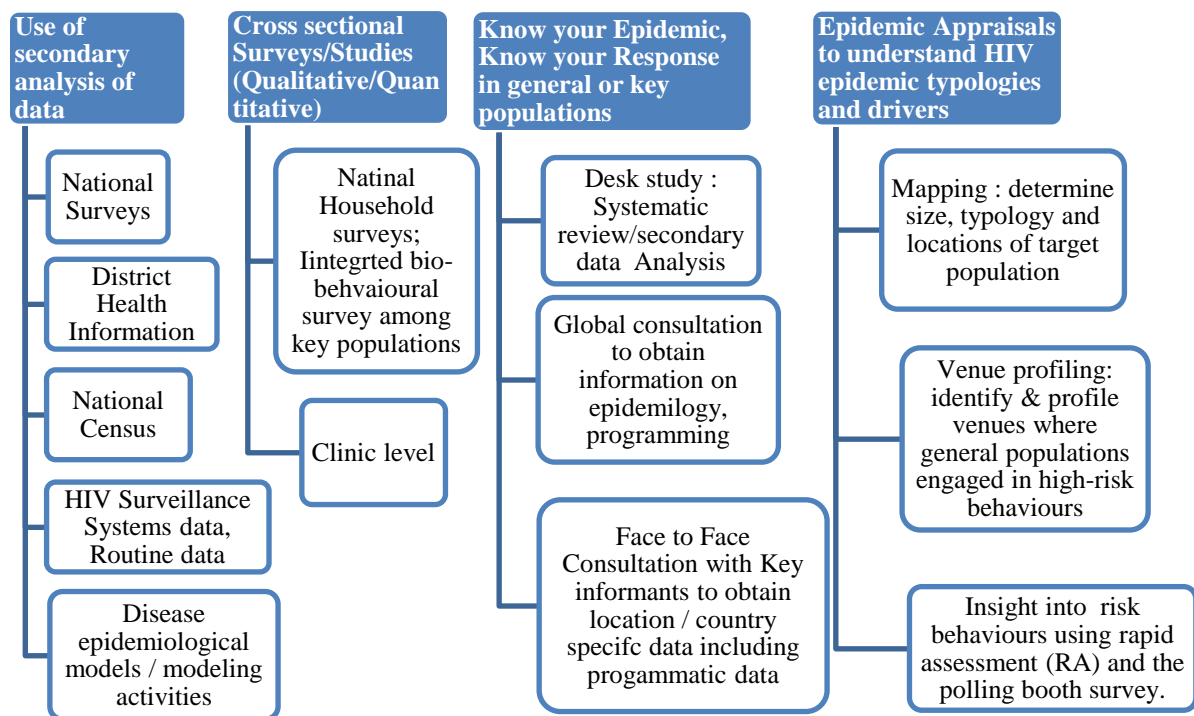 Use of
secondary
analysis of
data
National
Surveys
District
Health
Information
National
Census
HIV Surveillance
Systems data,
Routine data
Disease
epidemiological
models / modeling
activities
Cross sectional
Surveys/Studies
(Qualitative/Quan
titative)
Natinal
Household
surveys;
Iintegrted bio-
behvaioural
survey among
key populations
Clinic level
Know your Epidemic,
Know your Response
in general or key
populations
Desk study :
Systematic
review/secondary
data Analysis
Global consultation
to obtain
information on
epidemilogy,
programming
Face to Face
Consultation with Key
informants to obtain
location / country
specifc data including
progammatic data
Epidemic Appraisals
to understand HIV
epidemic typologies
and drivers
Mapping : determine
size, typology and
locations of target
population
Venue profiling:
identify & profile
venues where
general populations
engaged in high-risk
behaviours
Insight into risk
behaviours using rapid
assessment (RA) and the
polling booth survey.